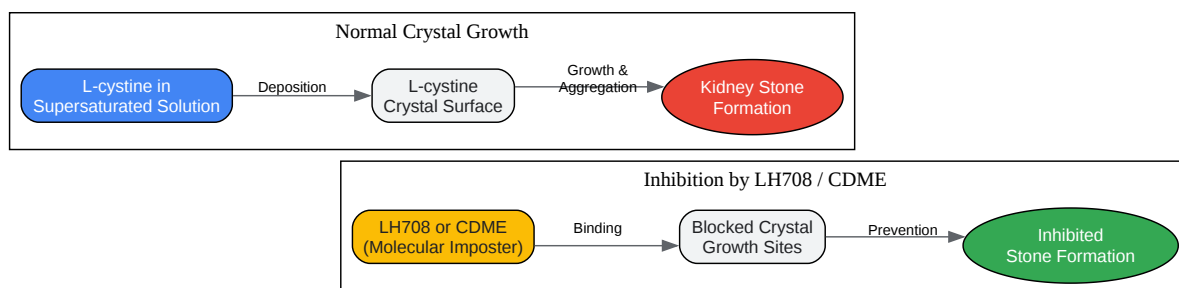 Normal Crystal Growth
L-cystine in
Supersaturated Solution
Deposition
L-cystine
Crystal Surface
Growth &
Aggregation
Kidney Stone
Formation
Inhibition by LH708 / CDME
LH708 or CDME
(Molecular Imposter)
Binding
Blocked Crystal
Growth Sites
Prevention
Inhibited
Stone Formation